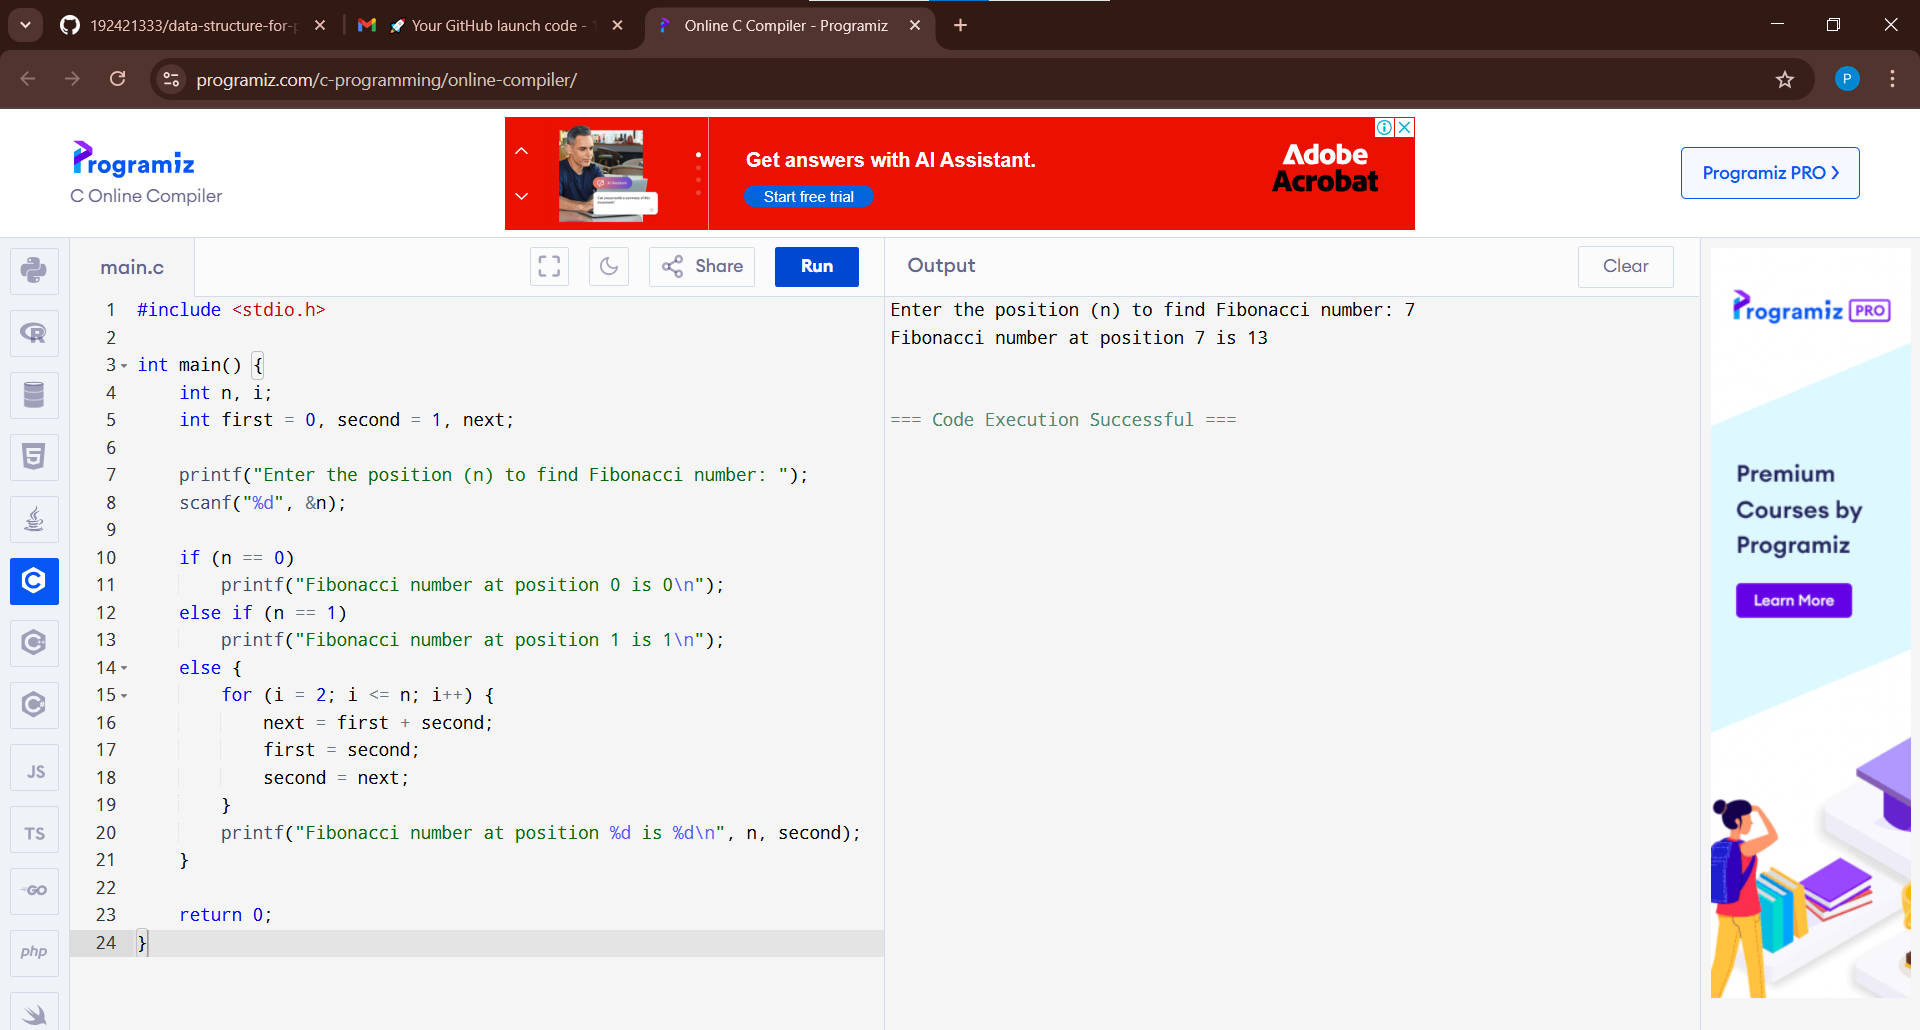 192421333/data-structure-for-p
Your GitHub launch code - 1
Online C Compiler - Programiz
programiz.com/c-programming/online-compiler/
P
Programiz
C Online Compiler
Get answers with AI Assistant.
Start free trial
Adobe
Acrobat
Programiz PRO
main.c
Share
Run
Output
Clear
1 #include <stdio.h>
2
3 int main() {
4     int n, i;
5     int first = 0, second = 1, next;
6
7     printf("Enter the position (n) to find Fibonacci number: ");
8     scanf("%d", &n);
9
10     if (n == 0)
11         printf("Fibonacci number at position 0 is 0\n");
12     else if (n == 1)
13         printf("Fibonacci number at position 1 is 1\n");
14     else {
15         for (i = 2; i <= n; i++) {
16             next = first + second;
17             first = second;
18             second = next;
19         }
20         printf("Fibonacci number at position %d is %d\n", n, second);
21     }
22
23     return 0;
24 }
Enter the position (n) to find Fibonacci number: 7
Fibonacci number at position 7 is 13
=== Code Execution Successful ===
R
5
C
JS
TS
GO
php
Programiz PRO
Premium
Courses by
Programiz
Learn More